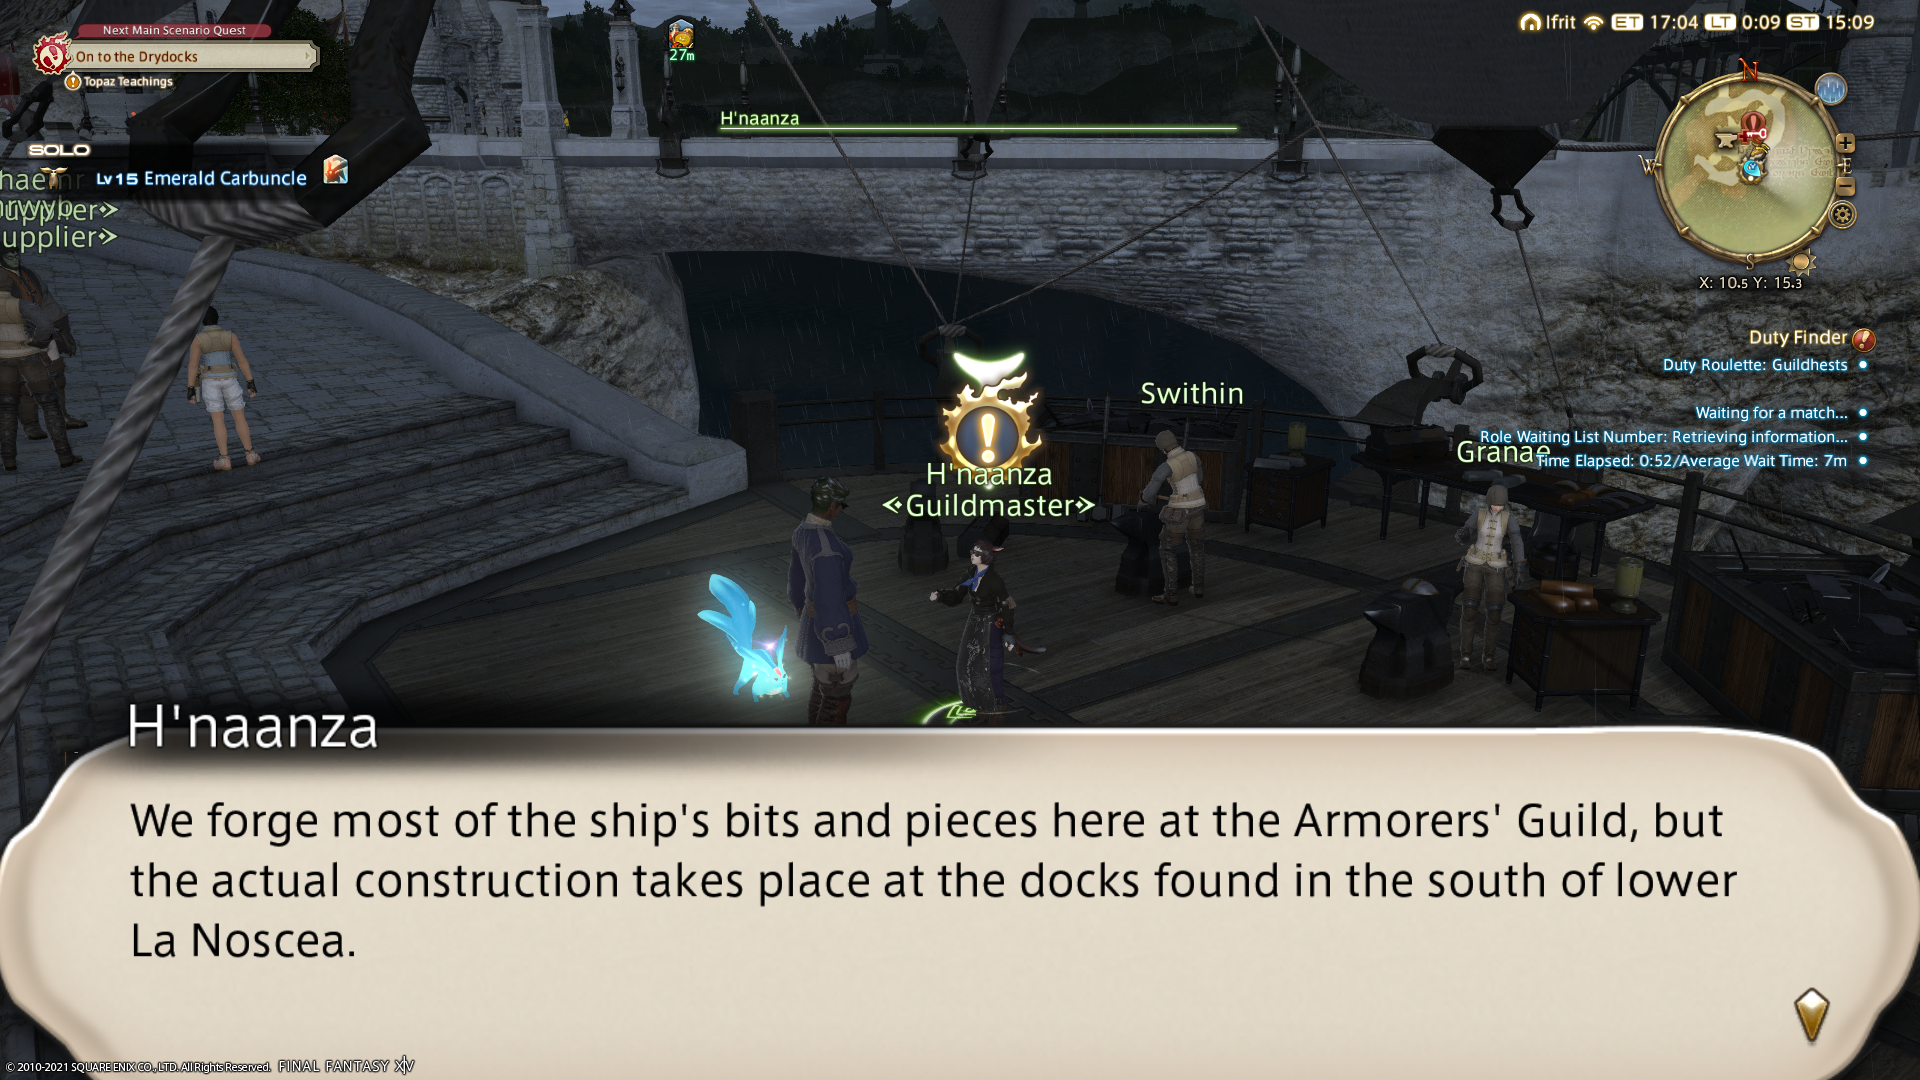 Next Main Scenario Quest
On to the Drydocks
Topaz Teachings
SOLO
Lv15 Emerald Carbuncle
27m
H'naanza
Ifrit ET 17:04 LT 0:09 ST 15:09
N
W
E
S
X: 10.5 Y: 15.3
Duty Finder
Duty Roulette: Guildhests
Waiting for a match...
Role Waiting List Number: Retrieving information...
Time Elapsed: 0:52/Average Wait Time: 7m
upplier
upplier
Swithin
Granae
H'naanza
Guildmaster
H'naanza
We forge most of the ship's bits and pieces here at the Armorers' Guild, but
the actual construction takes place at the docks found in the south of lower
La Noscea.
© 2010-2021 SQUARE ENIX CO., LTD. All Rights Reserved. FINAL FANTASY XIV